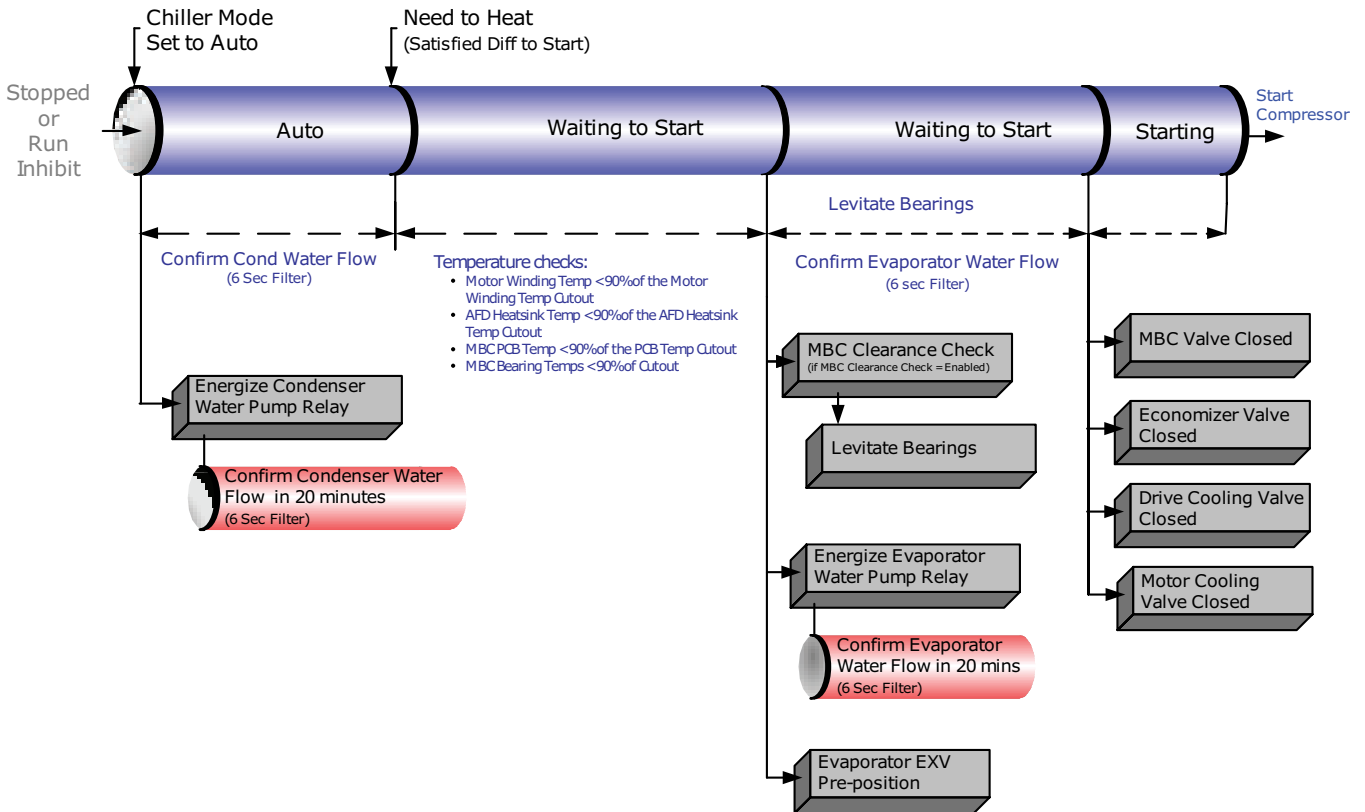 Chiller Mode
Set to Auto
Need to Heat
(Satisfied Diff to Start)
Stopped
or
Run
Inhibit
Auto
Waiting to Start
Waiting to Start
Starting
Start
Compressor
Levitate Bearings
Confirm Cond Water Flow
(6 Sec Filter)
Temperature checks:
• Motor Winding Temp <90% of the Motor
Winding Temp Cutout
• AFD Heatsink Temp <90% of the AFD Heatsink
Temp Cutout
• MBC PCB Temp <90% of the PCB Temp Cutout
• MBC Bearing Temps <90% of Cutout
Confirm Evaporator Water Flow
(6 sec Filter)
Energize Condenser
Water Pump Relay
Confirm Condenser Water
Flow in 20 minutes
(6 Sec Filter)
MBC Clearance Check
(if MBC Clearance Check = Enabled)
Levitate Bearings
Energize Evaporator
Water Pump Relay
Confirm Evaporator
Water Flow in 20 mins
(6 Sec Filter)
Evaporator EXV
Pre-position
MBC Valve Closed
Economizer Valve
Closed
Drive Cooling Valve
Closed
Motor Cooling
Valve Closed